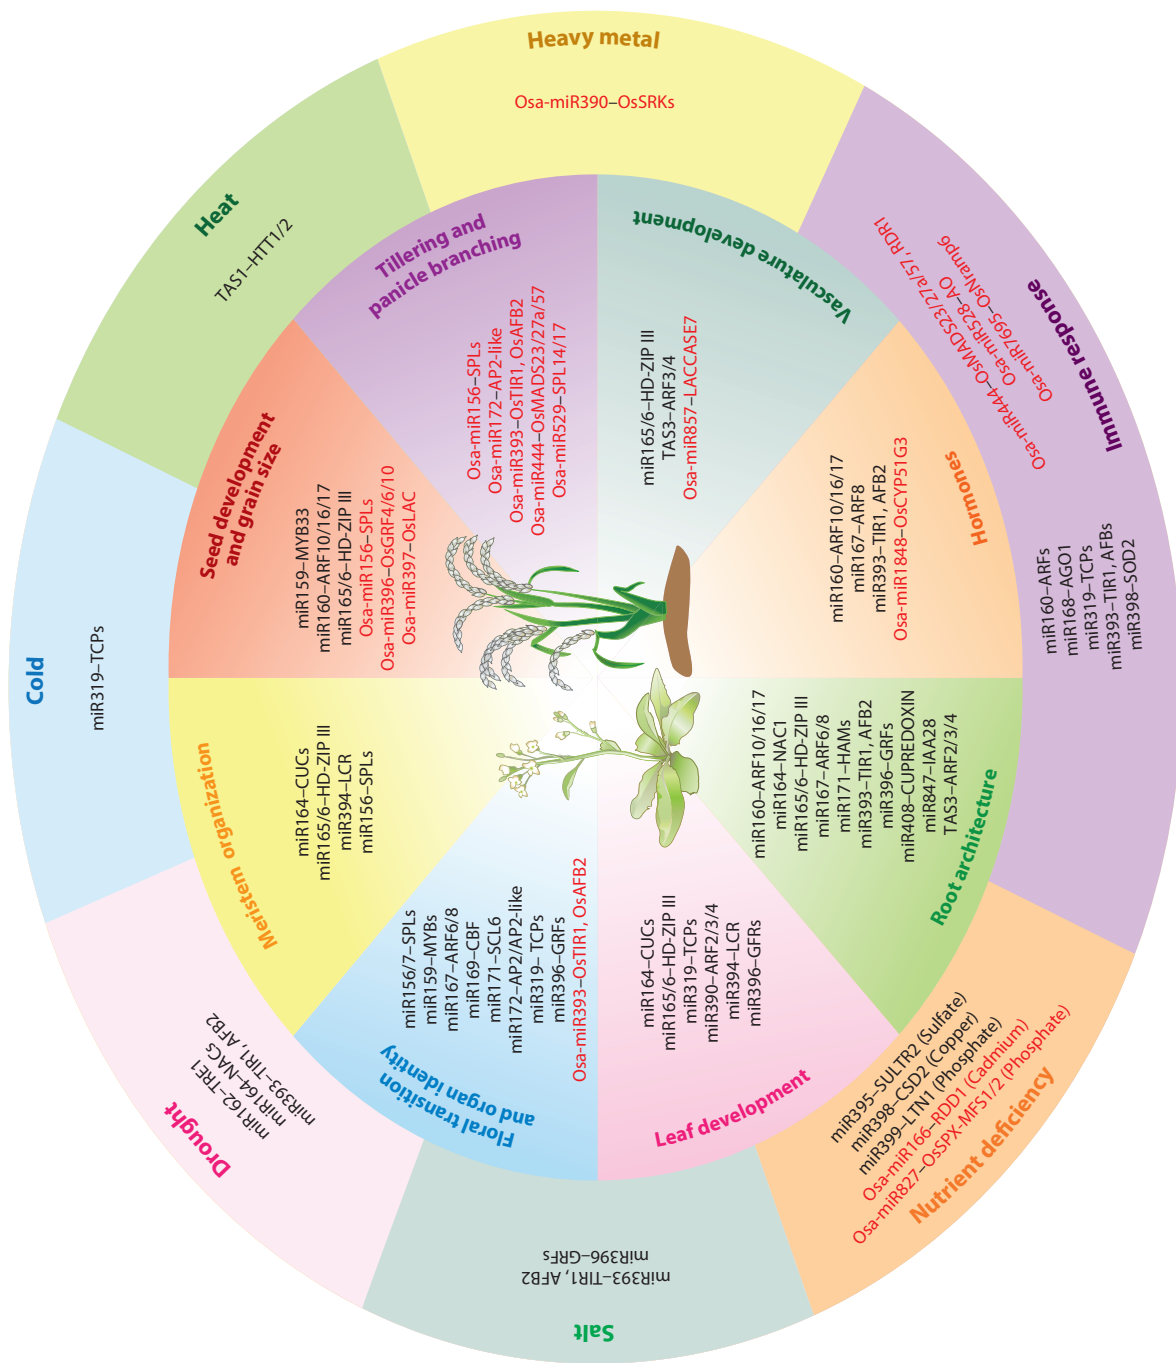 Heavy metal
Osa-miR390–OsSRKs
Heat
TAS1–HTT1/2
Cold
miR319–TCPs
Drought
miR162–TRE1
miR164–NACs
miR393–TIR1, AFB2
Salt
miR393–TIR1, AFB2
miR396–GRFs
Nutrient deficiency
miR395–SULTR2 (Sulfate)
miR398–CSD2 (Copper)
miR399–LTN1 (Phosphate)
Osa-miR166–RDD1 (Cadmium)
Osa-miR827–OsSPX-MFS1/2 (Phosphate)
Immune response
Osa-miR444–OsMADS23/27a/57, RDR1
Osa-miR528–AO
Osa-miR7695–OsNramp6
miR160–ARFs
miR168–AGO1
miR319–TCPs
miR393–TIR1, AFBs
miR398–SOD2
Tillering and
panicle branching
Osa-miR156–SPLs
Osa-miR172–AP2-like
Osa-miR393–OsTIR1, OsAFB2
Osa-miR444–OsMADS23/27a/57
Osa-miR529–SPL14/17
Vasculature development
miR165/6–HD-ZIP III
TAS3–ARF3/4
Osa-miR857–LACCASE7
Hormones
miR160–ARF10/16/17
miR167–ARF8
miR393–TIR1, AFB2
Osa-miR1848–OsCYP51G3
Root architecture
miR160–ARF10/16/17
miR164–NAC1
miR165/6–HD-ZIP III
miR167–ARF6/8
miR171–HAMs
miR393–TIR1, AFB2
miR396–GRFs
miR408–CUPREDOXIN
miR847–IAA28
TAS3–ARF2/3/4
Leaf development
miR164–CUCs
miR165/6–HD-ZIP III
miR319–TCPs
miR390–ARF2/3/4
miR394–LCR
miR396–GFRs
Floral transition
and organ identity
miR156/7–SPLs
miR159–MYBs
miR167–ARF6/8
miR169–CBF
miR171–SCL6
miR172–AP2/AP2-like
miR319– TCPs
miR396–GRFs
Osa-miR393–OsTIR1, OsAFB2
Meristem organization
miR164–CUCs
miR165/6–HD-ZIP III
miR394–LCR
miR156–SPLs
Seed development
and grain size
miR159–MYB33
miR160–ARF10/16/17
miR165/6–HD-ZIP III
Osa-miR156–SPLs
Osa-miR396–OsGRF4/6/10
Osa-miR397–OsLAC